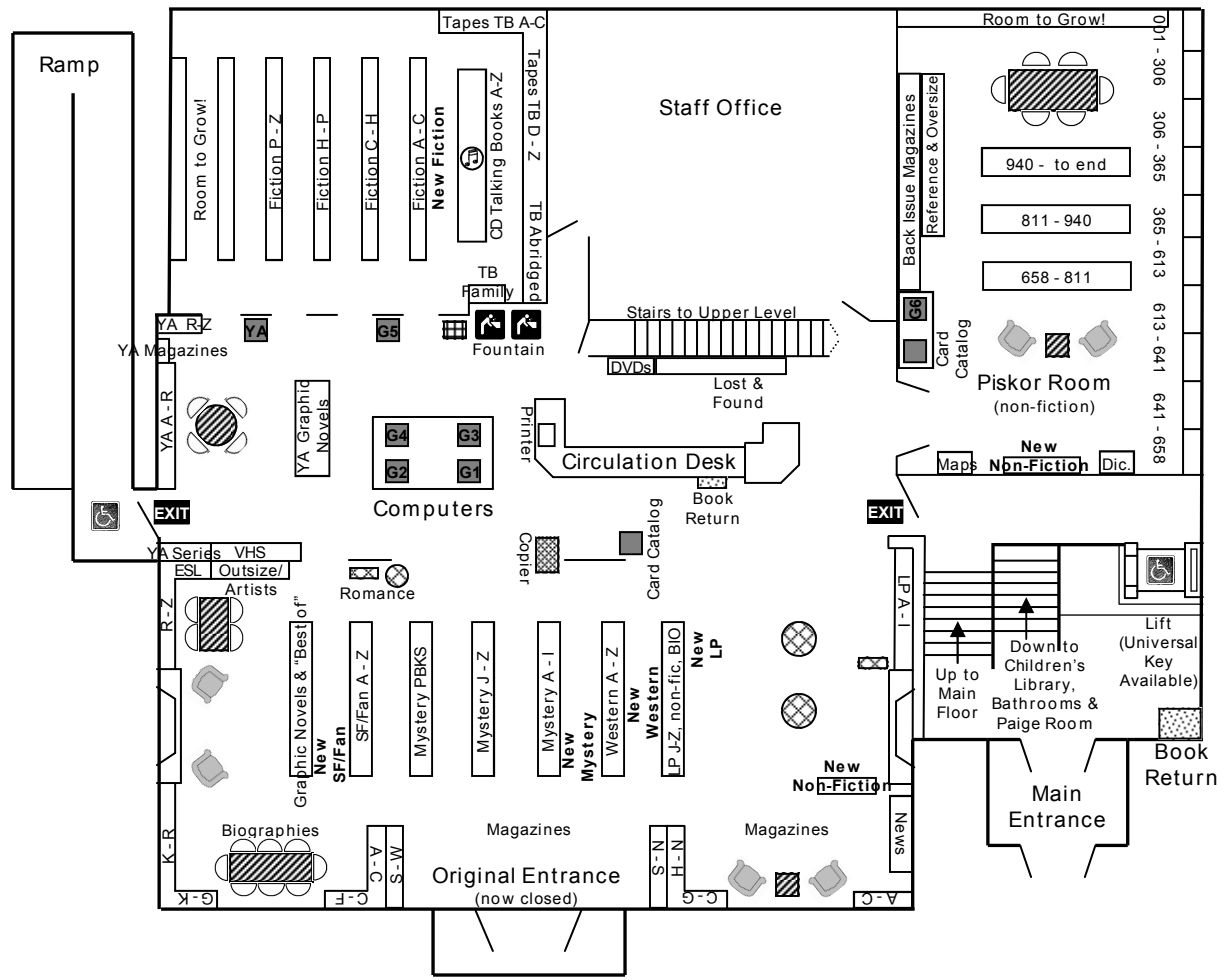 Tapes TB A-C
Room to Grow!
Ramp
Staff Office
001 - 306
306 - 365
365 - 613
613 - 641
641 - 658
Room to Grow!
Fiction P - Z
Fiction H - P
Fiction C - H
Fiction A - C
New Fiction
CD Talking Books A-Z
Tapes TB D - Z
TB Abridged
TB
Family
Back Issue Magazines
Reference & Oversize
940 - to end
811 - 940
658 - 811
G6
Card
Catalog
Piskor Room
(non-fiction)
New
Non-Fiction
Maps
Dic.
YA R-Z
YA Magazines
YA
G5
Fountain
Stairs to Upper Level
DVDs
Lost &
Found
YA A - R
YA Graphic
Novels
G4
G3
G2
G1
Computers
Printer
Circulation Desk
Book
Return
EXIT
EXIT
YA Series
VHS
ESL
Outsize/
Artists
Romance
Copier
Card Catalog
LP A - I
R-Z
Graphic Novels & "Best of"
New
SF/Fan
SF/Fan A - Z
Mystery PBKS
Mystery J - Z
Mystery A - I
New
Mystery
Western A - Z
New
Western
LP J-Z, non-fic, BIO
New
LP
Up to
Main
Floor
Down to
Children's
Library,
Bathrooms &
Paige Room
Lift
(Universal
Key
Available)
Book
Return
Main
Entrance
New
Non-Fiction
News
K-R
Biographies
Magazines
Magazines
A - C
M - S
N - S
N - H
Original Entrance
(now closed)
G-K
C-F
C-G
A-C